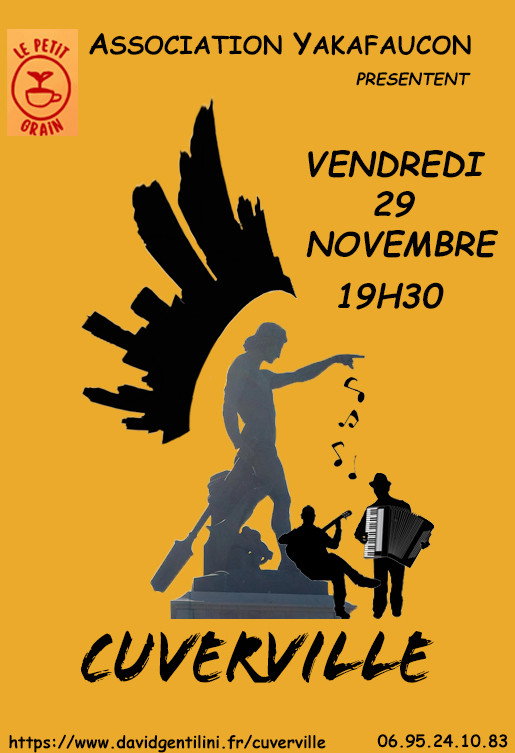 LE PETIT
GRAIN
ASSOCIATION YAKAFAUCON
PRESENTENT
VENDREDI
29
NOVEMBRE
19H30
CUVERVILLE
https://www.davidgentilini.fr/cuverville
06.95.24.10.83